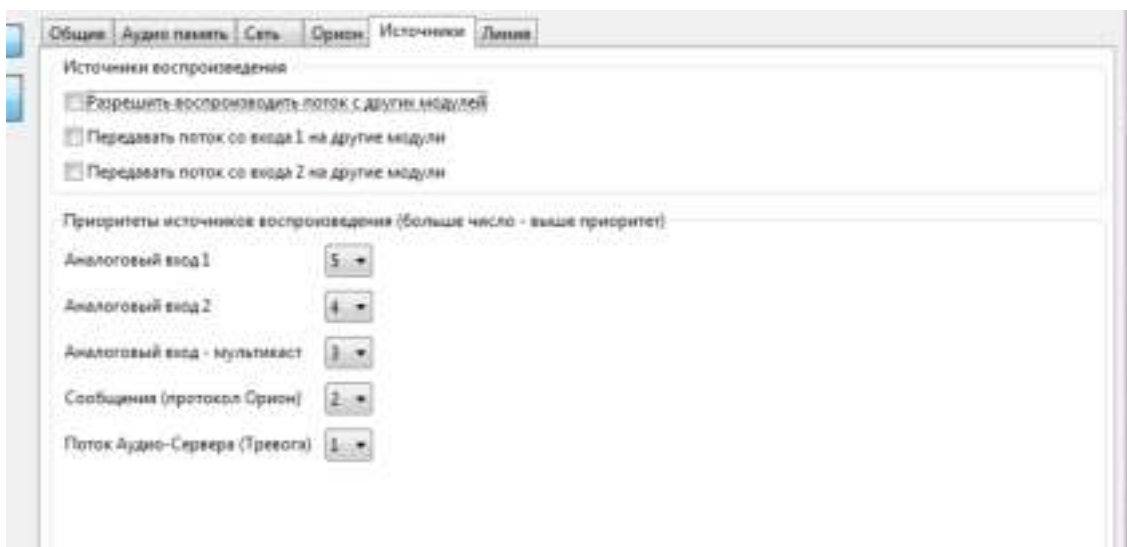 Общие Аудио память Сеть Орион Источники Линия
Источники воспроизведения
Разрешить воспроизводить поток с других модулей
Передавать поток со входа 1 на другие модули
Передавать поток со входа 2 на другие модули
Приоритеты источников воспроизведения (больше число - выше приоритет)
Аналоговый вход 1 5
Аналоговый вход 2 4
Аналоговый вход - мультикаст 3
Сообщения (протокол Орион) 2
Поток Аудио-Сервера (Тревога) 1